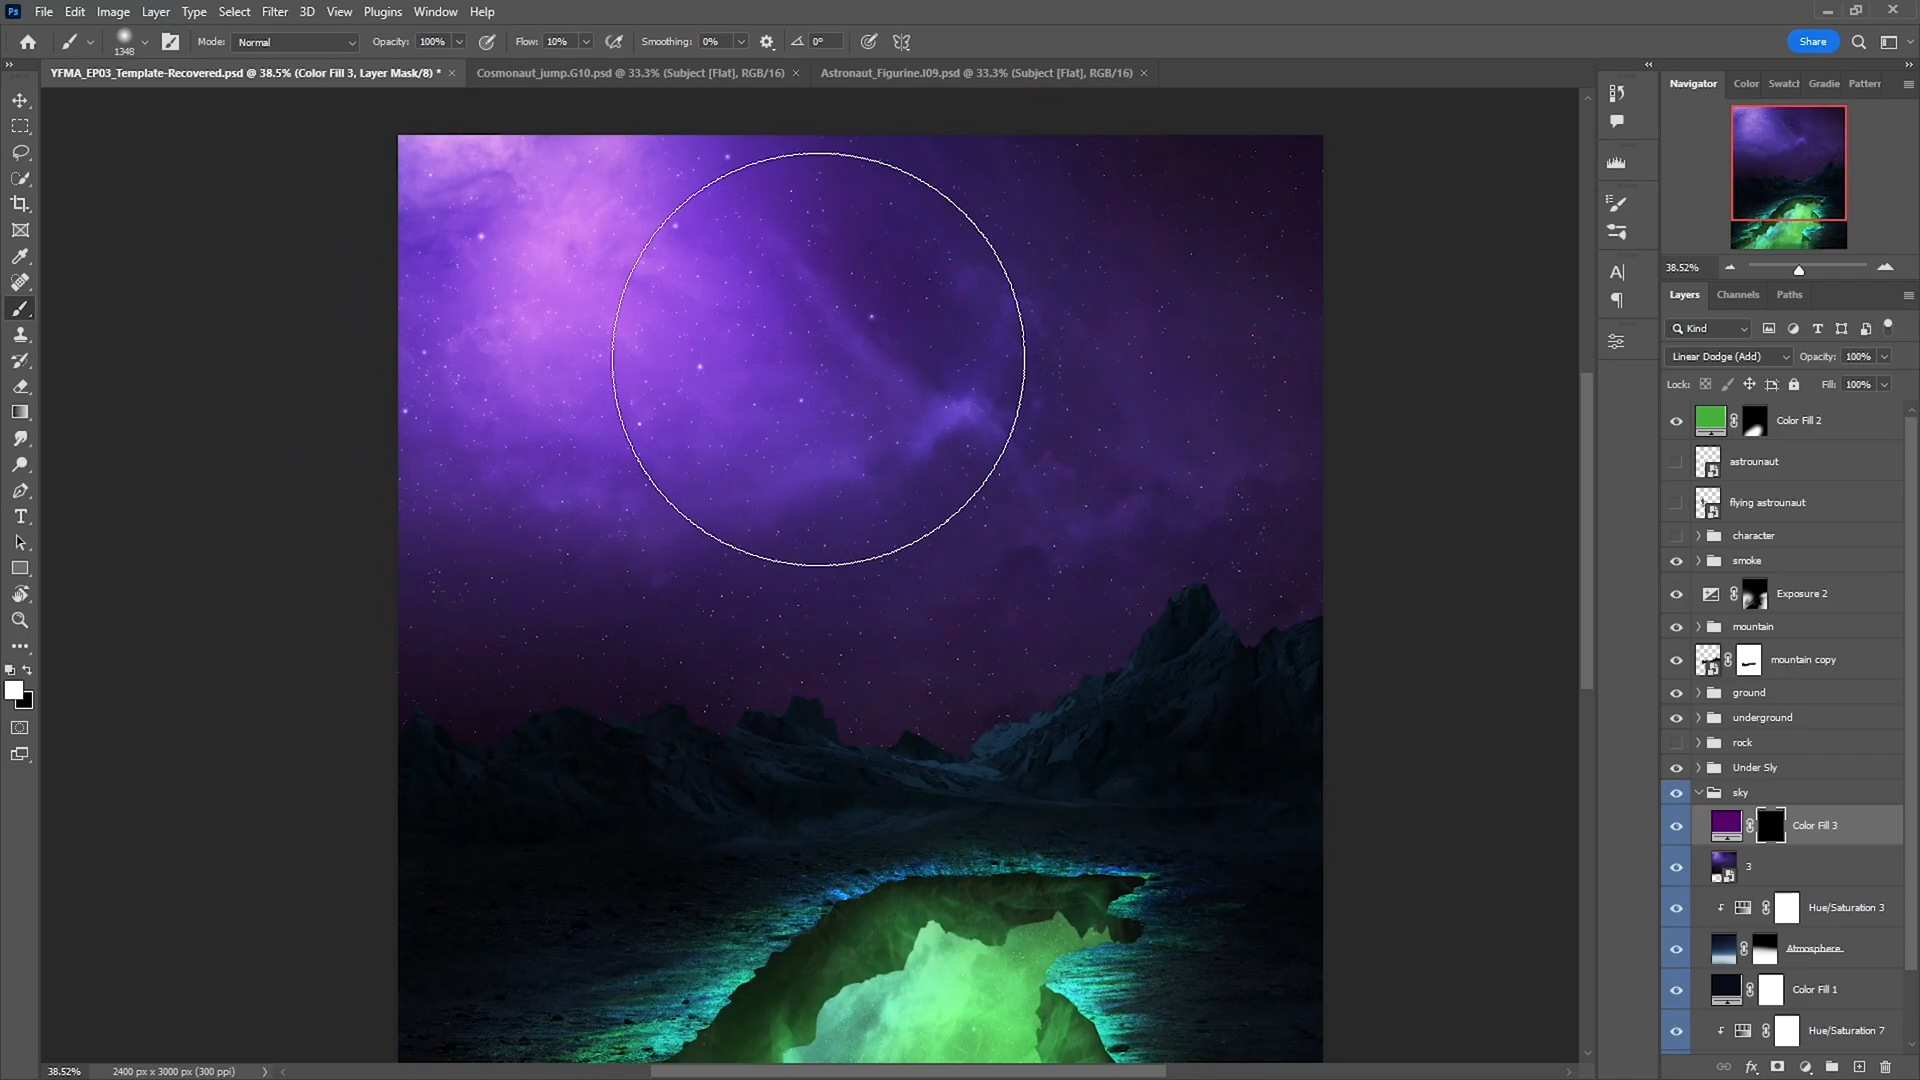 Ps File Edit Image Layer Type Select Filter 3D View Plugins Window Help
1348 Mode: Normal Opacity: 100% Flow: 10% Smoothing: 0% 0° Share
YFMA_EP03_Template-Recovered.psd @ 38.5% (Color Fill 3, Layer Mask/8) * × Cosmonaut_jump.G10.psd @ 33.3% (Subject [Flat], RGB/16) × Astronaut_Figurine.I09.psd @ 33.3% (Subject [Flat], RGB/16) ×
Navigator Color Swatch Gradie Pattern
38.52%
Layers Channels Paths
Kind
Linear Dodge (Add) Opacity: 100%
Lock: Fill: 100%
Color Fill 2
astrounaut
flying astrounaut
character
smoke
Exposure 2
mountain
mountain copy
ground
underground
rock
Under Sly
sky
Color Fill 3
3
Hue/Saturation 3
Atmosphere
Color Fill 1
Hue/Saturation 7
38.52% 2400 px x 3000 px (300 ppi)
fx